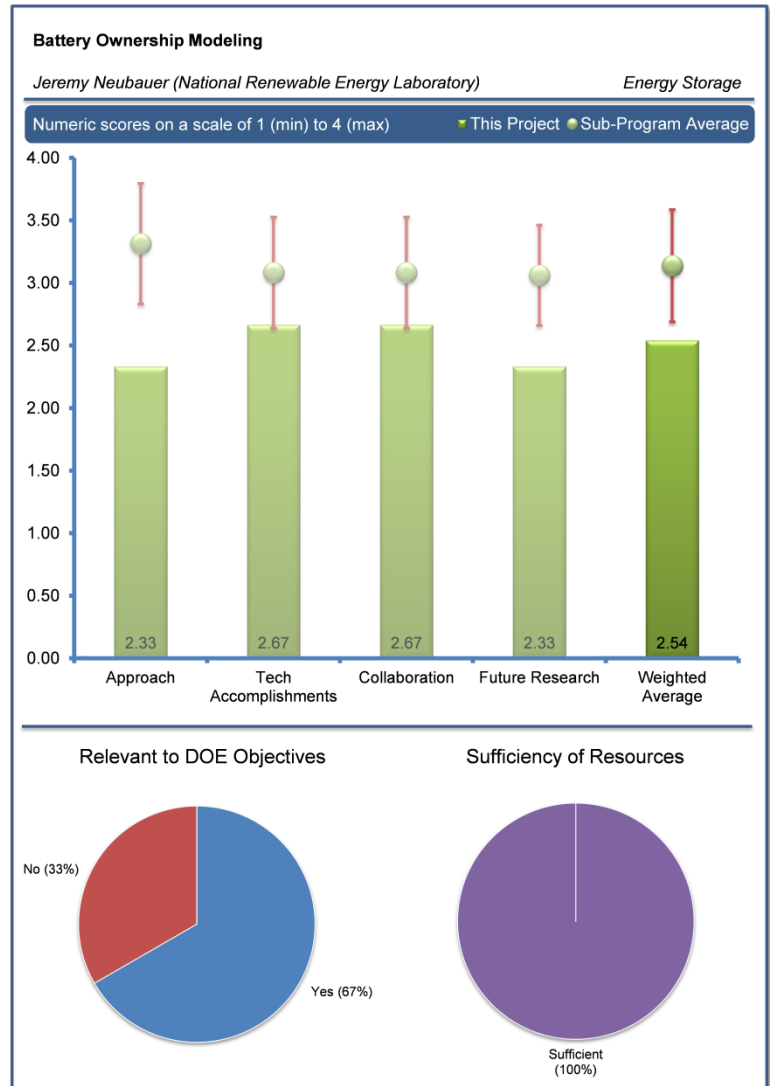 Battery Ownership Modeling
Jeremy Neubauer (National Renewable Energy Laboratory) Energy Storage
Numeric scores on a scale of 1 (min) to 4 (max) This Project Sub-Program Average
4.00
3.50
3.00
2.50
2.00
1.50
1.00
0.50
0.00
2.33 2.67 2.67 2.33 2.54
Approach Tech Accomplishments Collaboration Future Research Weighted Average
Relevant to DOE Objectives
No (33%)
Yes (67%)
Sufficiency of Resources
Sufficient
(100%)